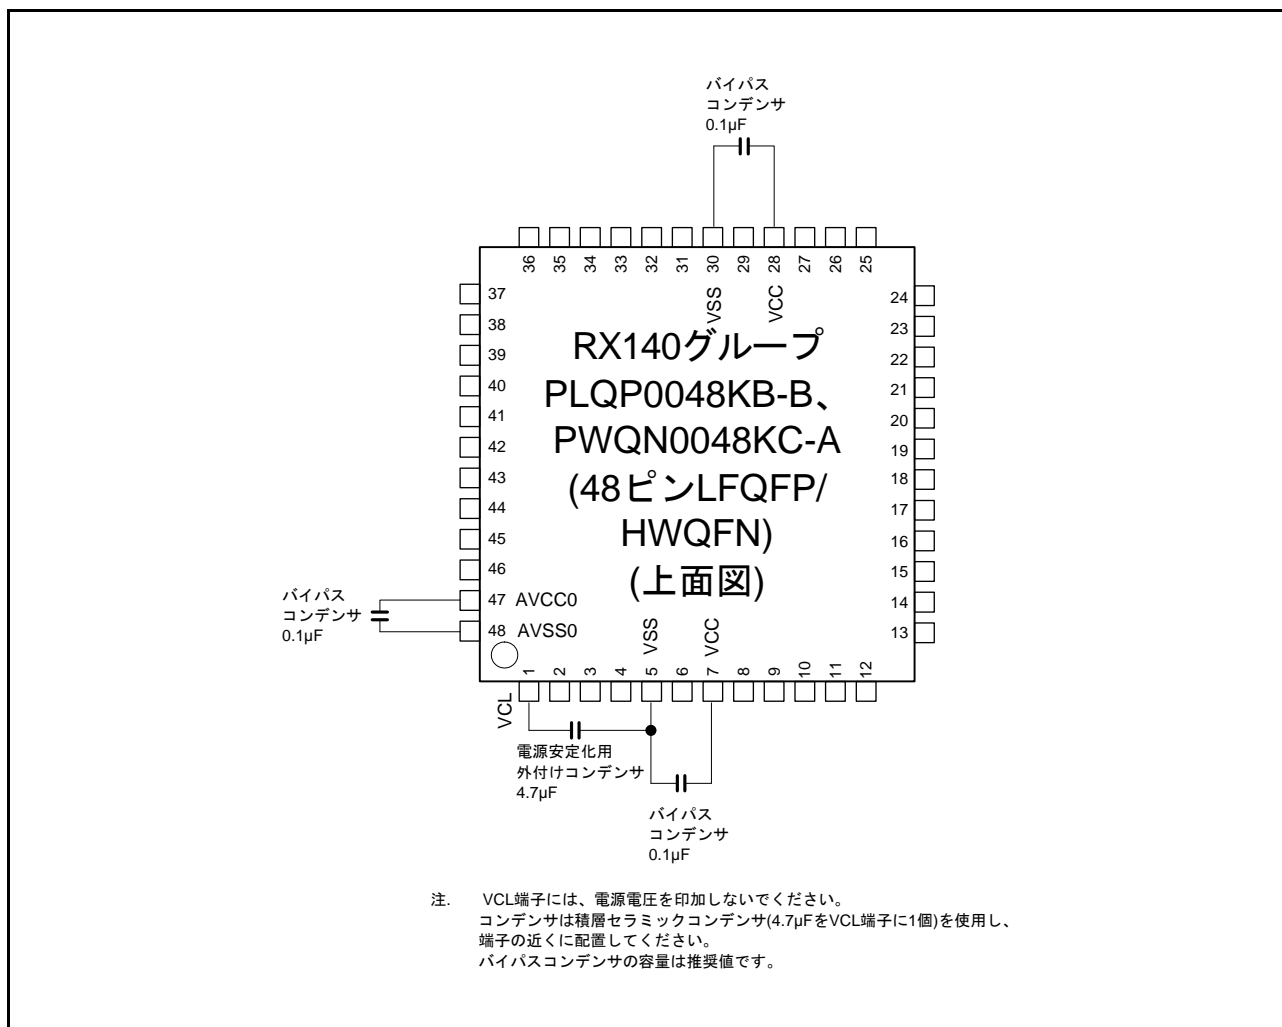 バイパス
コンデンサ
0.1μF
36
35
34
33
32
31
30
29
28
27
26
25
VSS
VCC
37
38
39
40
41
42
43
44
45
46
47 AVCC0
48 AVSS0
24
23
22
21
20
19
18
17
16
15
14
13
RX140グループ
PLQP0048KB-B、
PWQN0048KC-A
(48ピンLFQFP/
HWQFN)
(上面図)
バイパス
コンデンサ
0.1μF
VSS
VCC
1
2
3
4
5
6
7
8
9
10
11
12
VCL
電源安定化用
外付けコンデンサ
4.7μF
バイパス
コンデンサ
0.1μF
注. VCL端子には、電源電圧を印加しないでください。
コンデンサは積層セラミックコンデンサ(4.7μFをVCL端子に1個)を使用し、
端子の近くに配置してください。
バイパスコンデンサの容量は推奨値です。